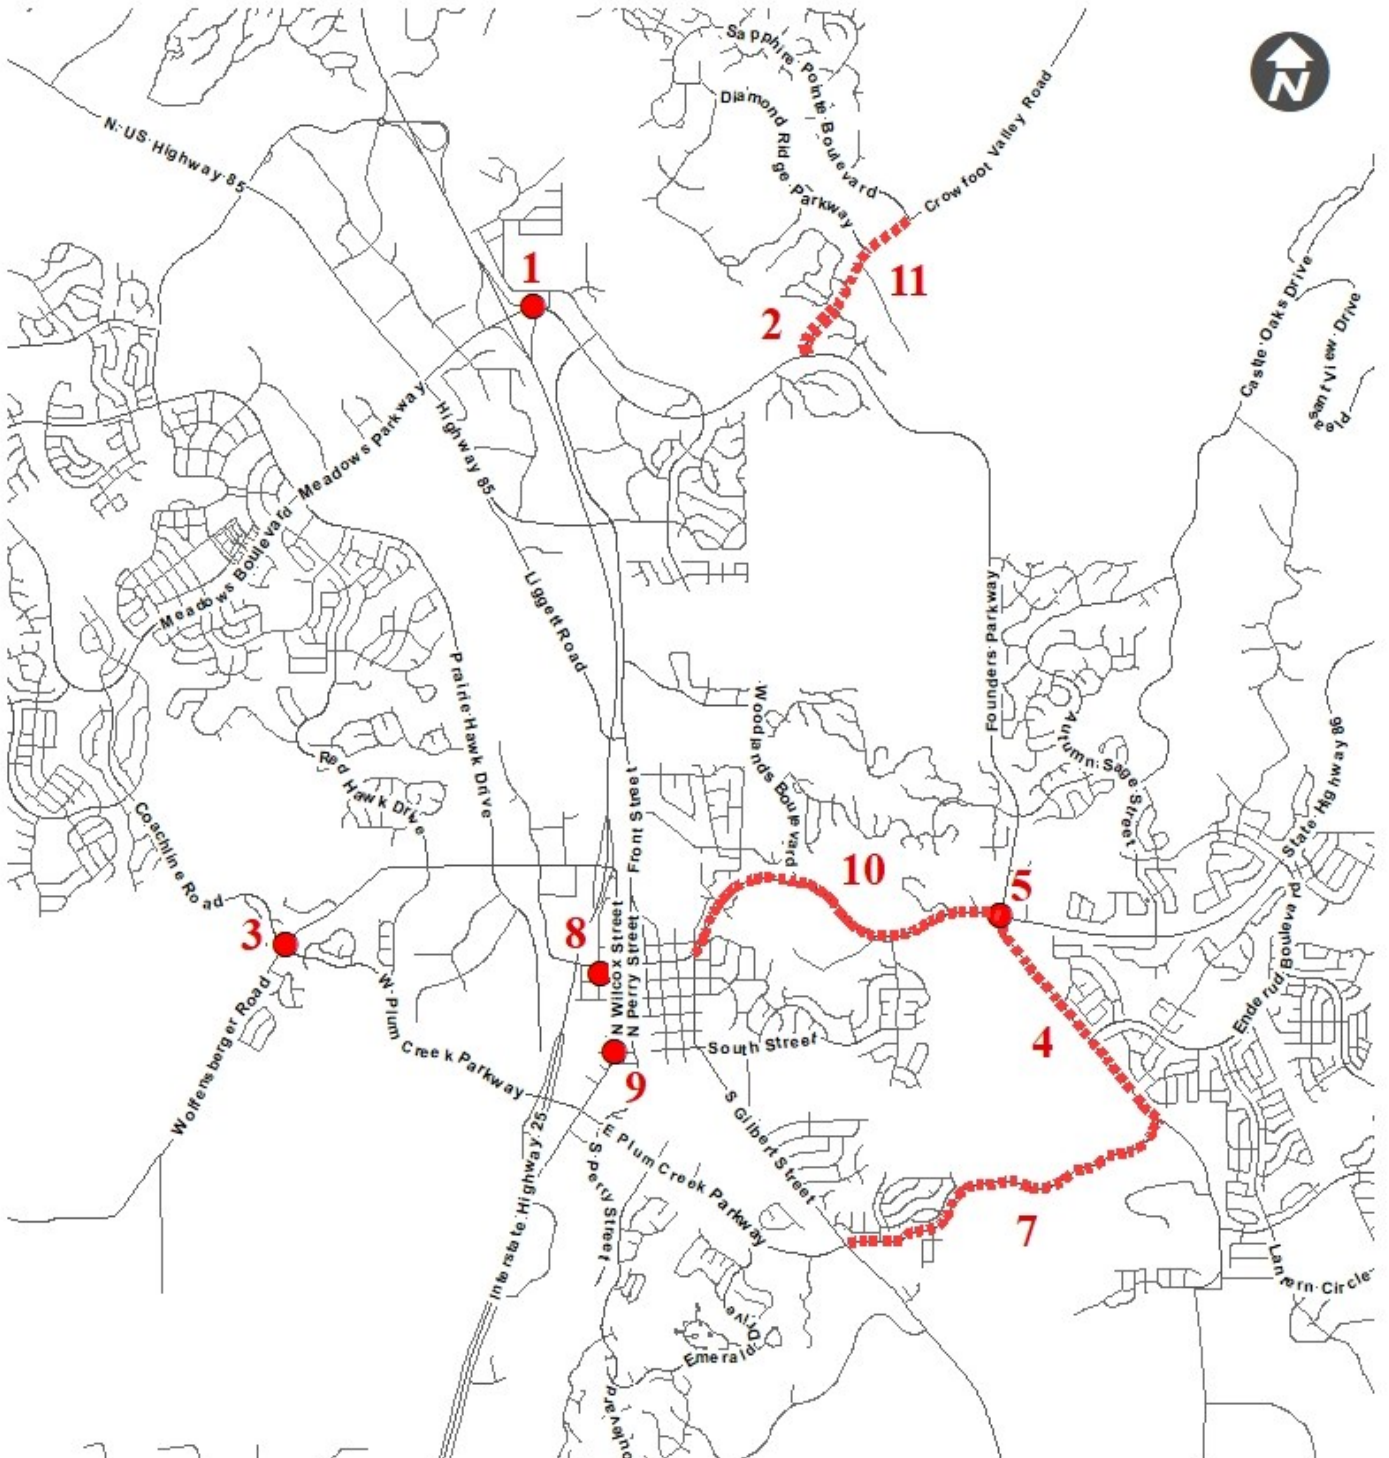 Sapphire Pointe Boulevard
N
Diamond Ridge Parkway
Crowfoot Valley Road
N US Highway 85
1
11
2
Castle Oaks Drive
Pleasant View Drive
Meadows Parkway
Highway 85
Meadows Boulevard
Liggett Road
Founders Parkway
Prairie Hawk Drive
Woodlands Boulevard
Autumn Sage Street
State Highway 86
Red Hawk Drive
Front Street
Coachline Road
10
5
3
8
N Wilcox Street
N Perry Street
Enderud Boulevard
Wolfensberger Road
W Plum Creek Parkway
South Street
4
9
S Gilbert Street
Interstate Highway 25
S Perry Street
E Plum Creek Parkway
7
Lantern Circle
Emerald Drive